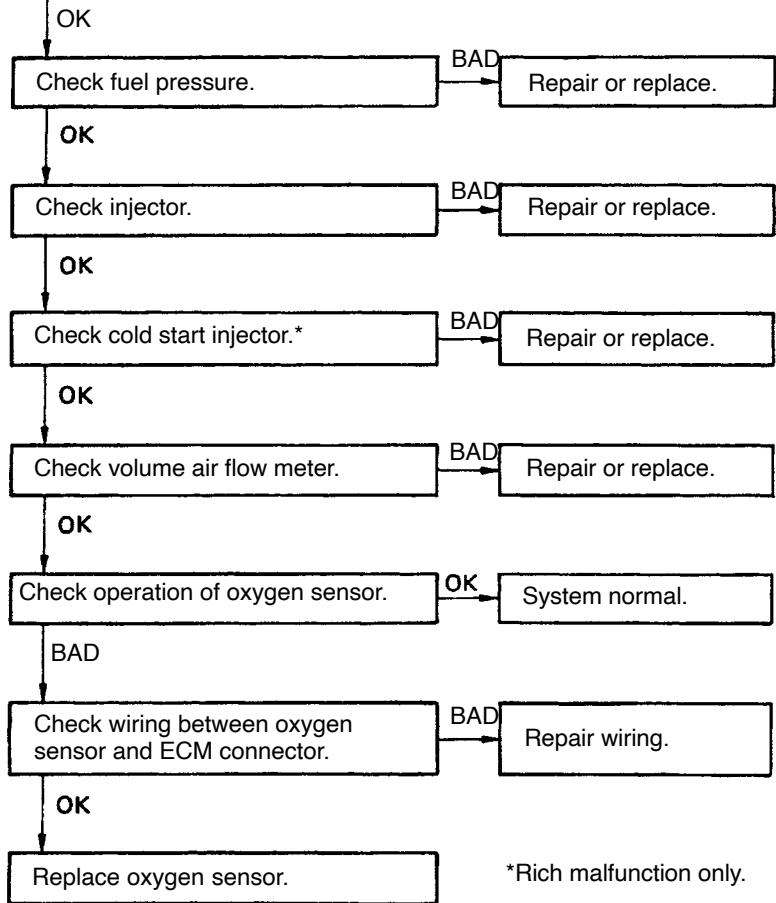 OK
Check fuel pressure.
BAD
Repair or replace.
OK
Check injector.
BAD
Repair or replace.
OK
Check cold start injector.*
BAD
Repair or replace.
OK
Check volume air flow meter.
BAD
Repair or replace.
OK
Check operation of oxygen sensor.
OK
System normal.
BAD
Check wiring between oxygen
sensor and ECM connector.
BAD
Repair wiring.
OK
Replace oxygen sensor.
*Rich malfunction only.